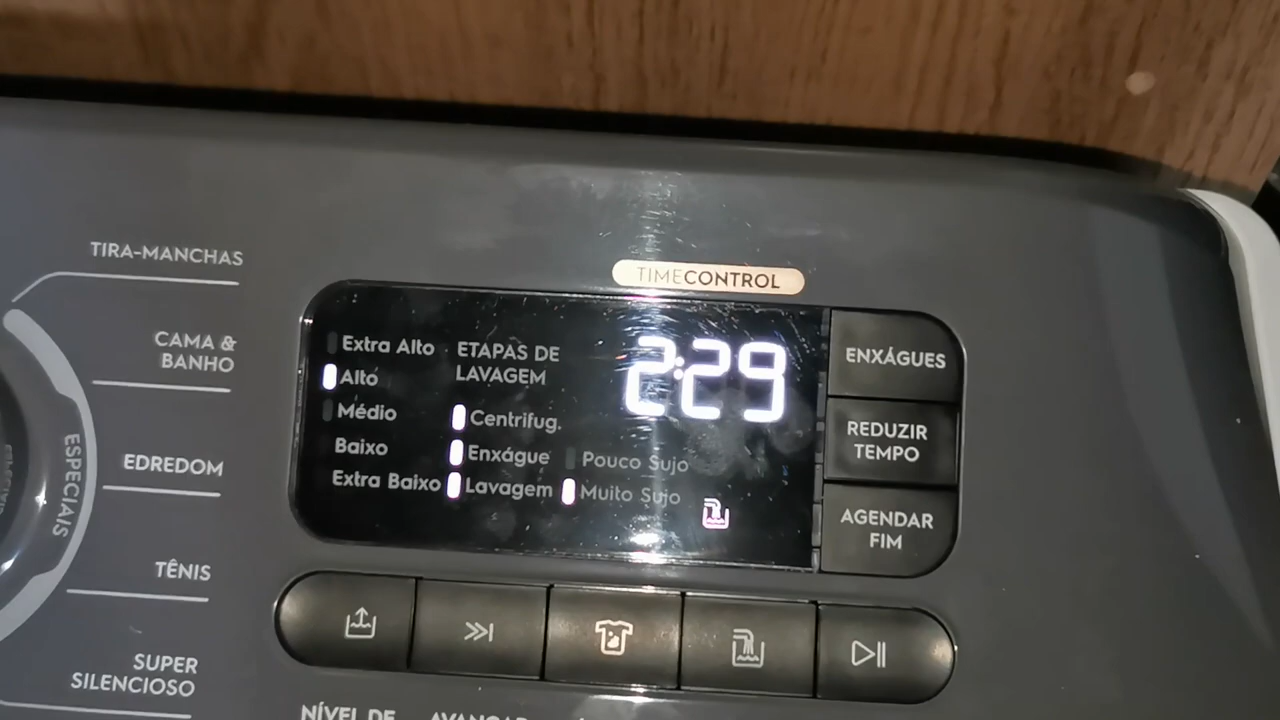 TIRA-MANCHAS
CAMA &
BANHO
EDREDOM
TÊNIS
SUPER
SILENCIOSO
ESPECIAIS
TIMECONTROL
Extra Alto
Alto
Médio
Baixo
Extra Baixo
ETAPAS DE
LAVAGEM
Centrifug.
Enxágue
Lavagem
2:29
Pouco Sujo
Muito Sujo
ENXÁGUES
REDUZIR
TEMPO
AGENDAR
FIM
NÍVEL DE
AVANÇAR